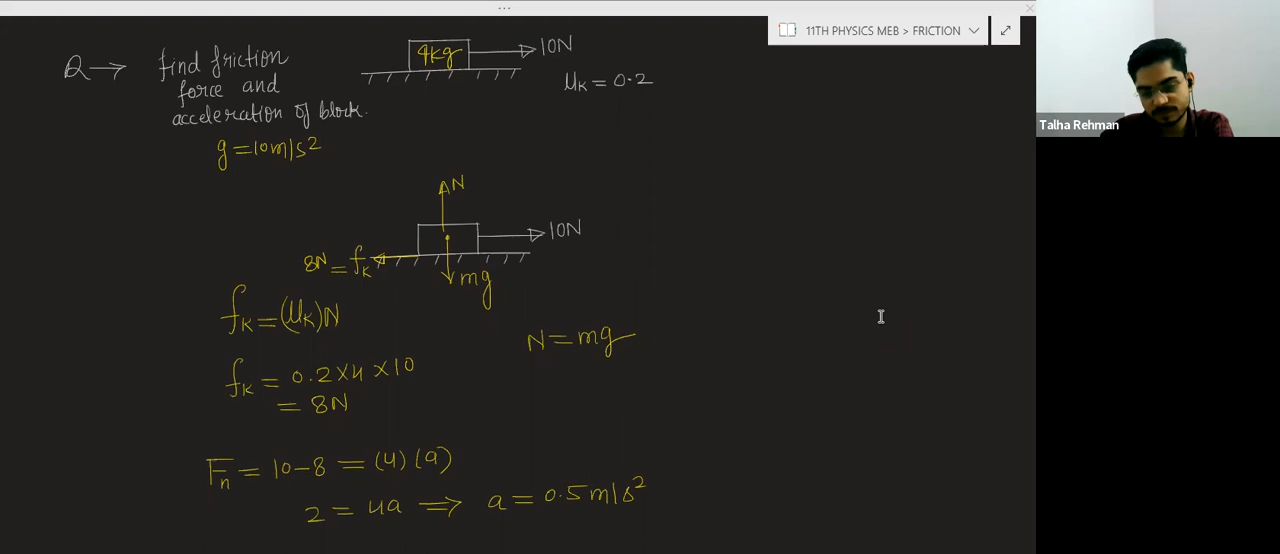 11TH PHYSICS MEB > FRICTION
Talha Rehman
Q → find friction
force and
acceleration of block.
g = 10m/s²
4kg
10N
μk = 0.2
N
10N
8N = fk
mg
fk = (μk)N
N = mg
fk = 0.2×4×10
= 8N
Fn = 10-8 = (4)(a)
2 = 4a ⟹ a = 0.5m/s²